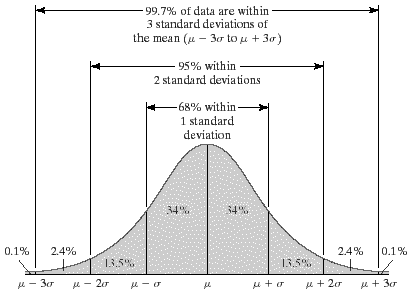 99.7% of data are within
3 standard deviations of
the mean (μ − 3σ to μ + 3σ)
95% within
2 standard deviations
68% within
1 standard
deviation
34% 34%
0.1% 2.4% 13.5% 13.5% 2.4% 0.1%
μ − 3σ μ − 2σ μ − σ μ μ + σ μ + 2σ μ + 3σ